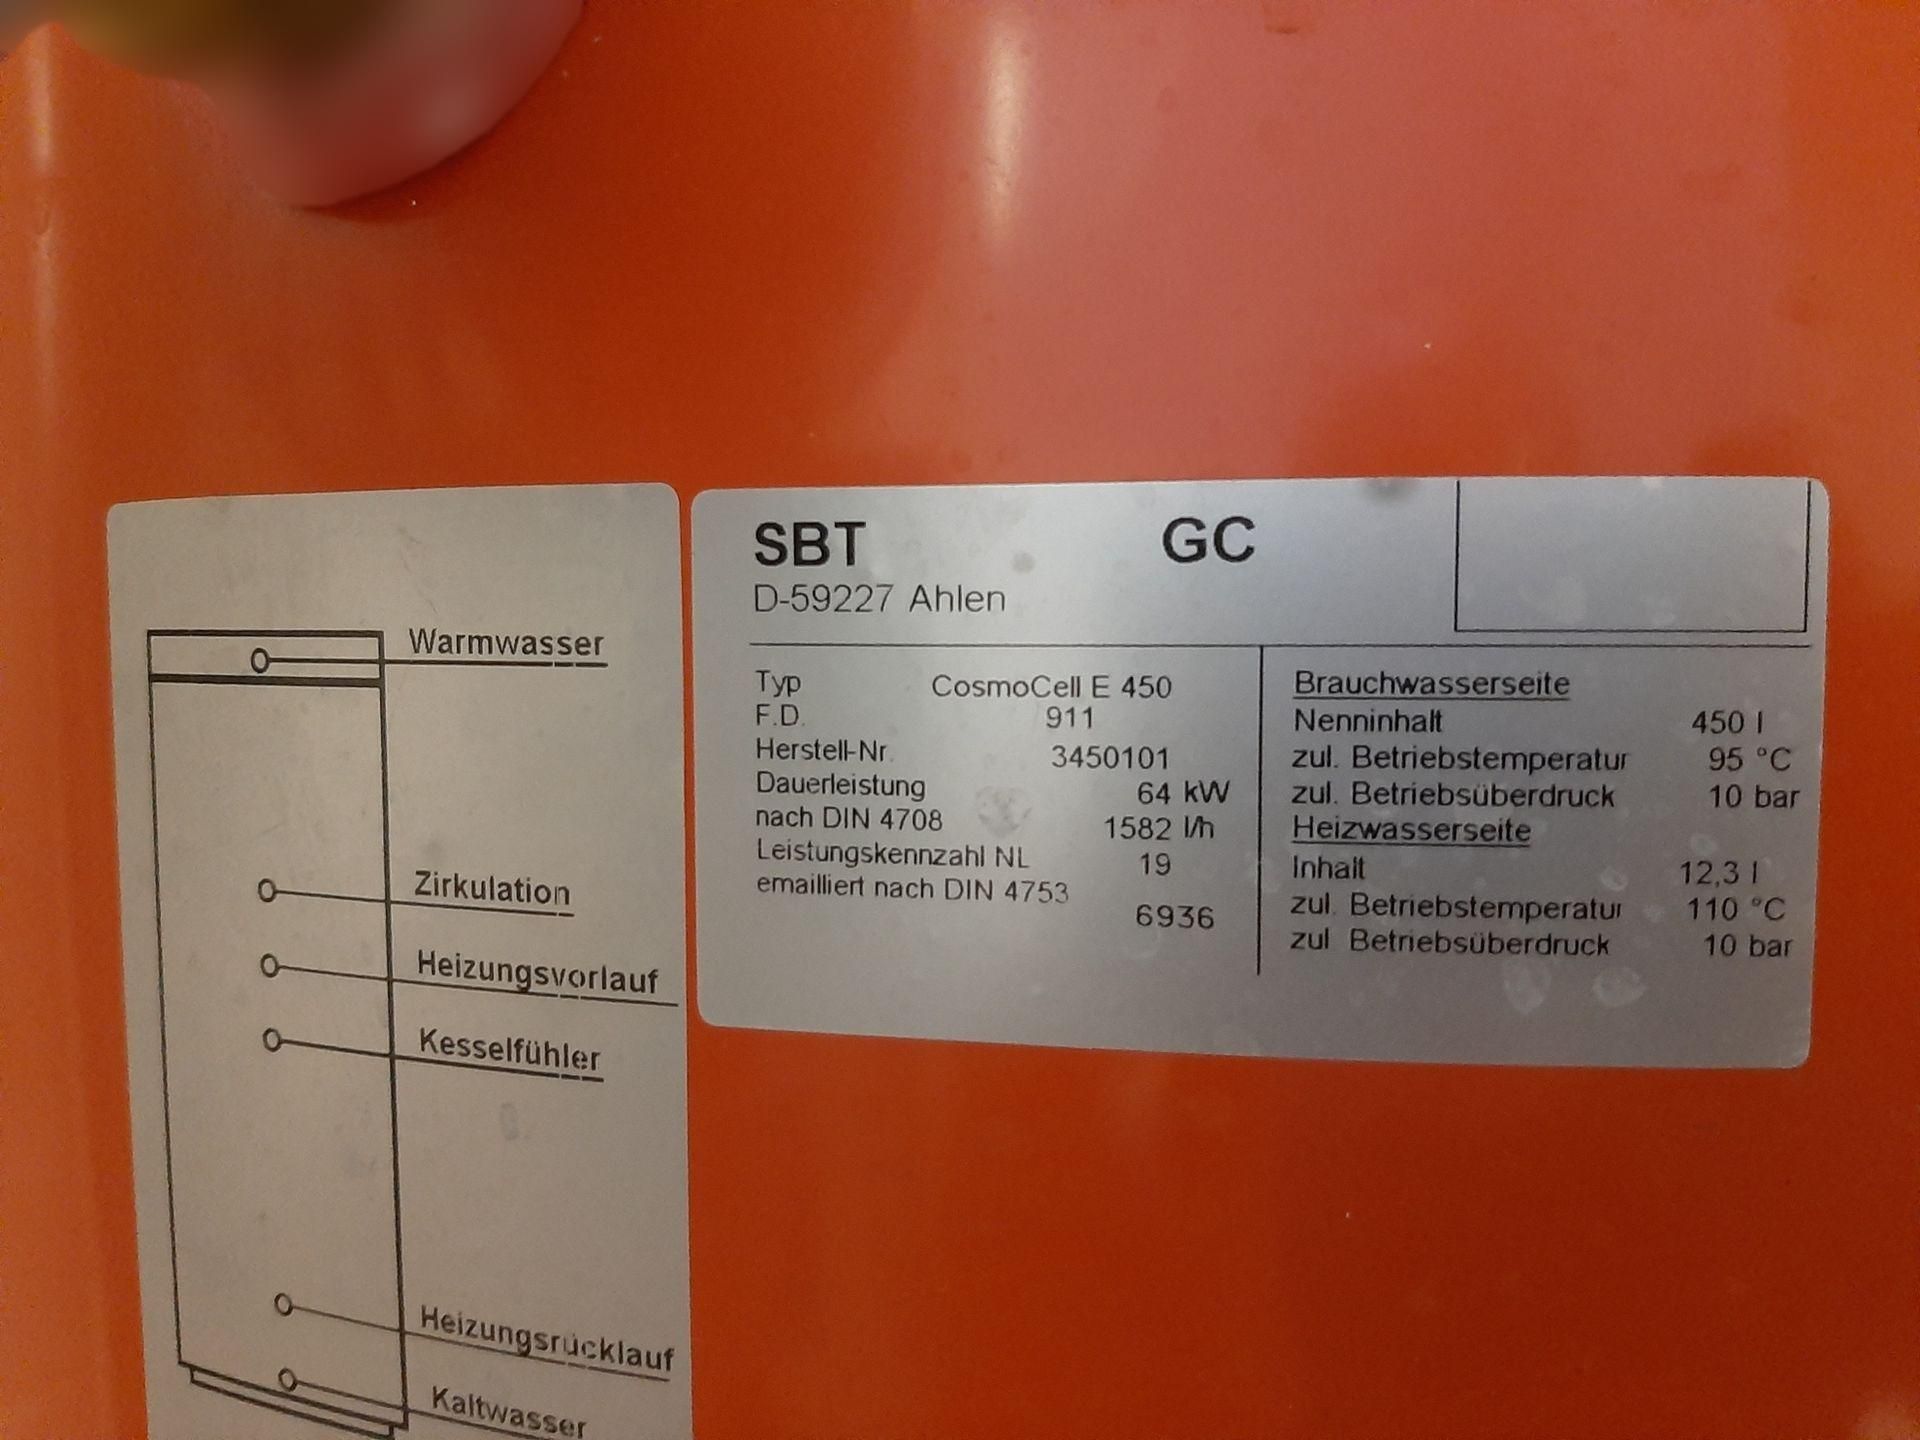 Warmwasser
Zirkulation
Heizungsvorlauf
Kesselfühler
Heizungsrücklauf
Kaltwasser
SBT GC
D-59227 Ahlen
Typ CosmoCell E 450
F.D. 911
Herstell-Nr. 3450101
Dauerleistung 64 kW
nach DIN 4708 1582 l/h
Leistungskennzahl NL 19
emailliert nach DIN 4753
6936
Brauchwasserseite
Nenninhalt 450 l
zul. Betriebstemperatur 95 °C
zul. Betriebsüberdruck 10 bar
Heizwasserseite
Inhalt 12,3 l
zul. Betriebstemperatur 110 °C
zul Betriebsüberdruck 10 bar